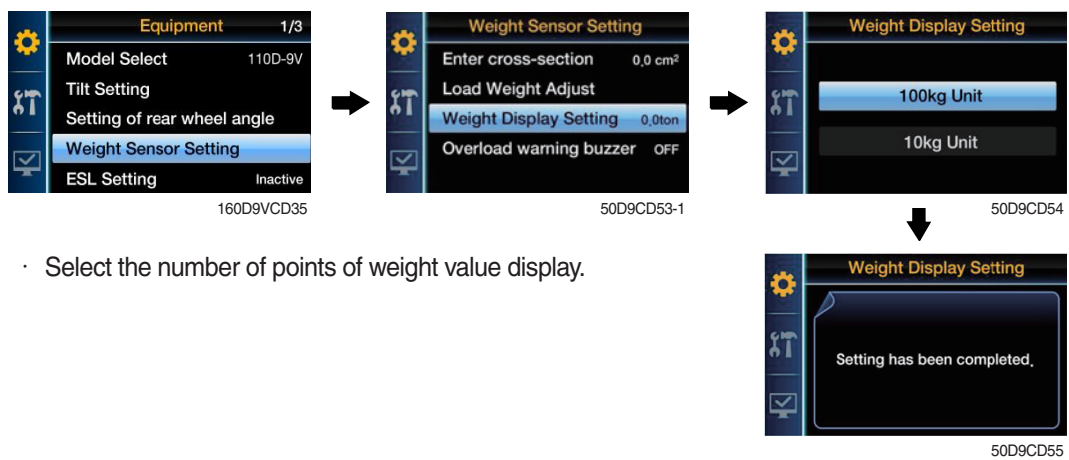 Equipment 1/3
Model Select 110D-9V
Tilt Setting
Setting of rear wheel angle
Weight Sensor Setting
ESL Setting Inactive
160D9VCD35
Weight Sensor Setting
Enter cross-section 0.0 cm²
Load Weight Adjust
Weight Display Setting 0.0ton
Overload warning buzzer OFF
50D9CD53-1
Weight Display Setting
100kg Unit
10kg Unit
50D9CD54
· Select the number of points of weight value display.
Weight Display Setting
Setting has been completed.
50D9CD55